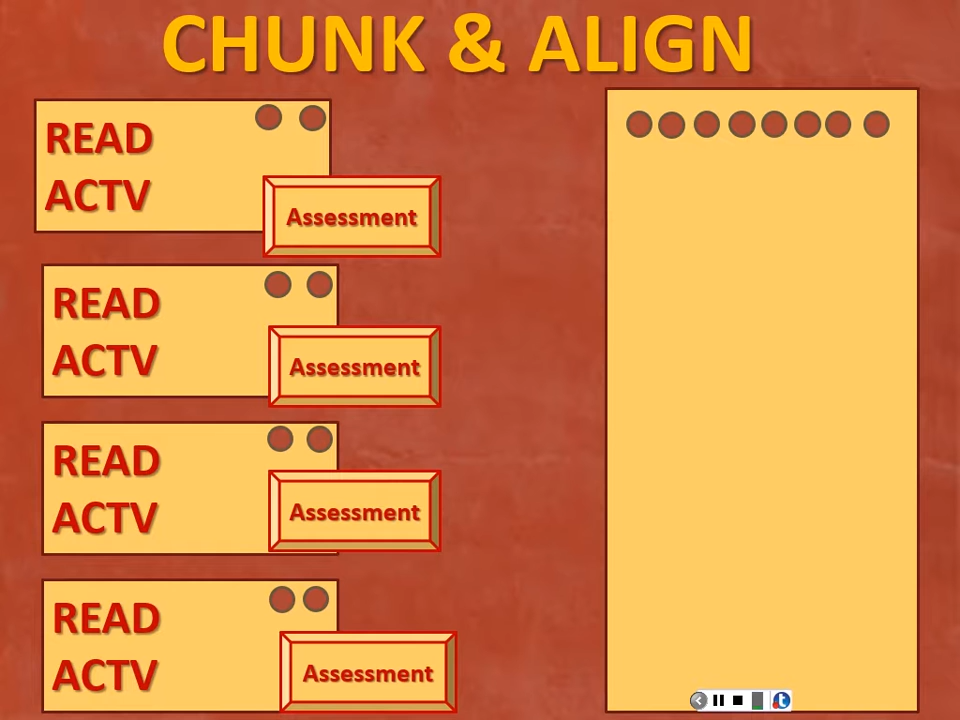 CHUNK & ALIGN
READ
ACTV
Assessment
READ
ACTV
Assessment
READ
ACTV
Assessment
READ
ACTV
Assessment
t